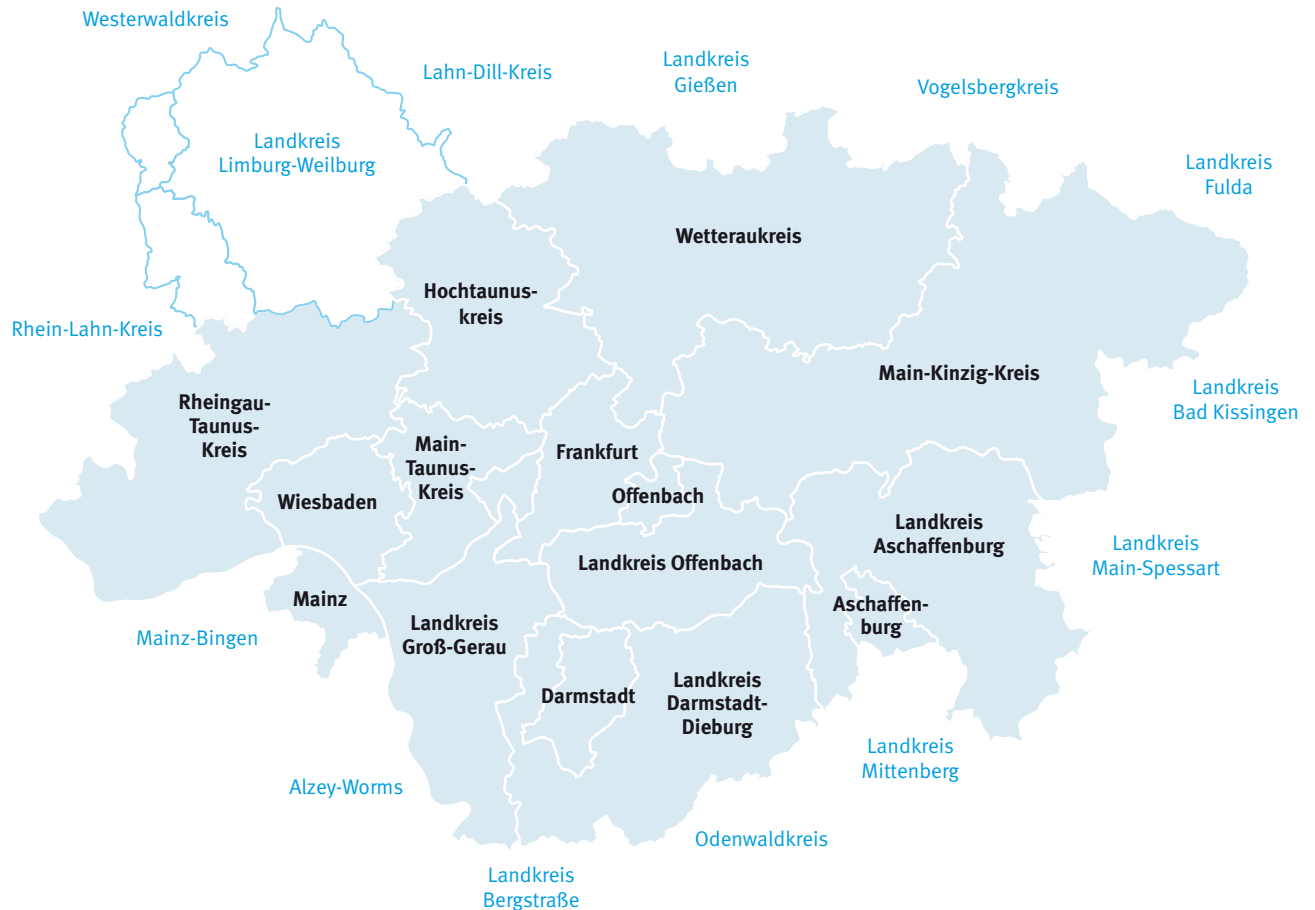 Westerwaldkreis
Lahn-Dill-Kreis
Landkreis
Gießen
Vogelsbergkreis
Landkreis
Limburg-Weilburg
Landkreis
Fulda
Wetteraukreis
Hochtaunus-
kreis
Rhein-Lahn-Kreis
Main-Kinzig-Kreis
Landkreis
Bad Kissingen
Rheingau-
Taunus-
Kreis
Main-
Taunus-
Kreis
Frankfurt
Wiesbaden
Offenbach
Landkreis
Aschaffenburg
Landkreis
Main-Spessart
Landkreis Offenbach
Mainz
Aschaffen-
burg
Mainz-Bingen
Landkreis
Groß-Gerau
Darmstadt
Landkreis
Darmstadt-
Dieburg
Landkreis
Mittenberg
Alzey-Worms
Odenwaldkreis
Landkreis
Bergstraße